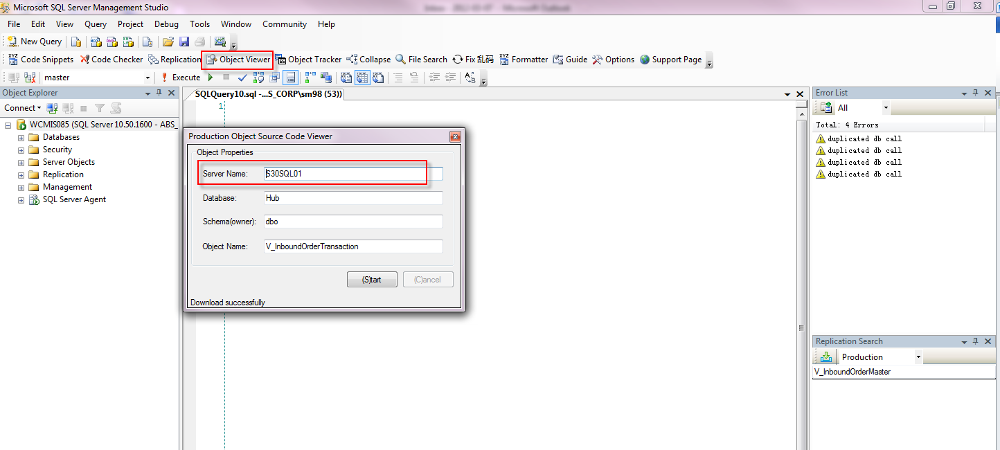 Microsoft SQL Server Management Studio
File Edit View Query Project Debug Tools Window Community Help
New Query
Code Snippets Code Checker Replication Object Viewer Object Tracker Collapse File Search Fix 乱码 Formatter Guide Options Support Page
master Execute
Object Explorer
Connect
WCMIS085 (SQL Server 10.50.1600 - ABS_
Databases
Security
Server Objects
Replication
Management
SQL Server Agent
SQLQuery10.sql -...S_CORP\sm98 (53))
1
Production Object Source Code Viewer
Object Properties
Server Name: S30SQL01
Database: Hub
Schema(owner): dbo
Object Name: V_InboundOrderTransaction
(S)tart (C)ancel
Download successfully
Error List
All
Total: 4 Errors
duplicated db call
duplicated db call
duplicated db call
duplicated db call
Replication Search
Production
V_InboundOrderMaster